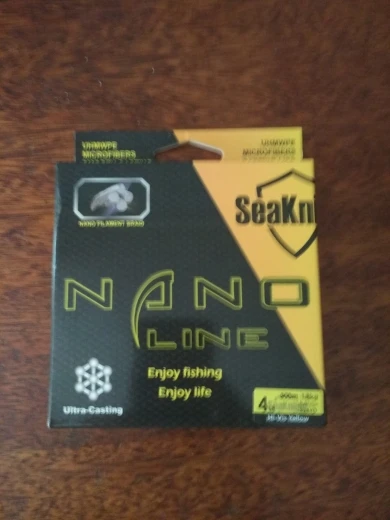 UHMWPE
MICROFIBERS
UHMWPE
MICROFIBERS
NANO FILAMENT BRAID
SeaKn
NANO
LINE
Enjoy fishing
Enjoy life
Ultra-Casting
Hi-Vis Yellow